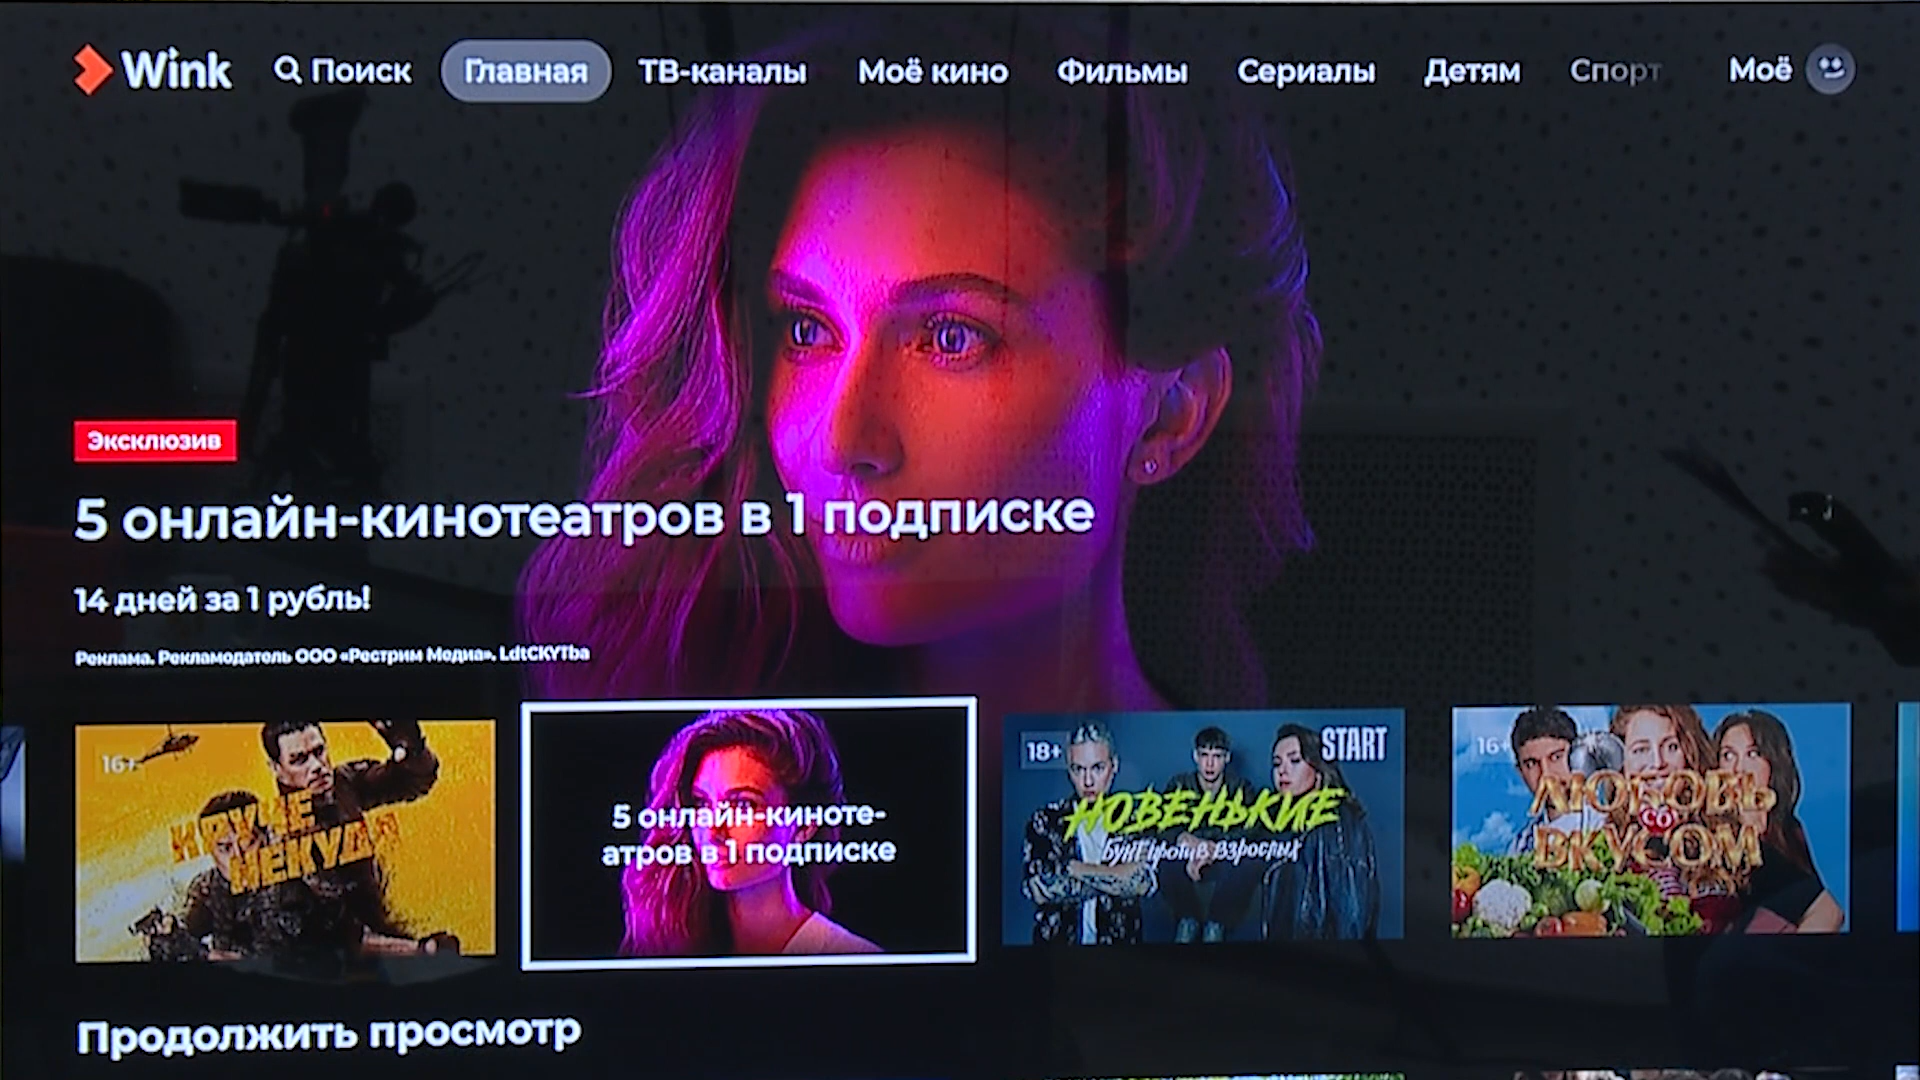 Wink
Поиск
Главная
ТВ-каналы
Моё кино
Фильмы
Сериалы
Детям
Спорт
Моё
Эксклюзив
5 онлайн-кинотеатров в 1 подписке
14 дней за 1 рубль!
Реклама. Рекламодатель ООО «Рестрим Медиа». LdtCKYTba
16+
НЕКУДА
5 онлайн-киноте-
атров в 1 подписке
18+
START
НОВЕНЬКИЕ
Бунт против взрослых
16+
ЛЮБОВЬ
СО
ВКУСОМ
Продолжить просмотр